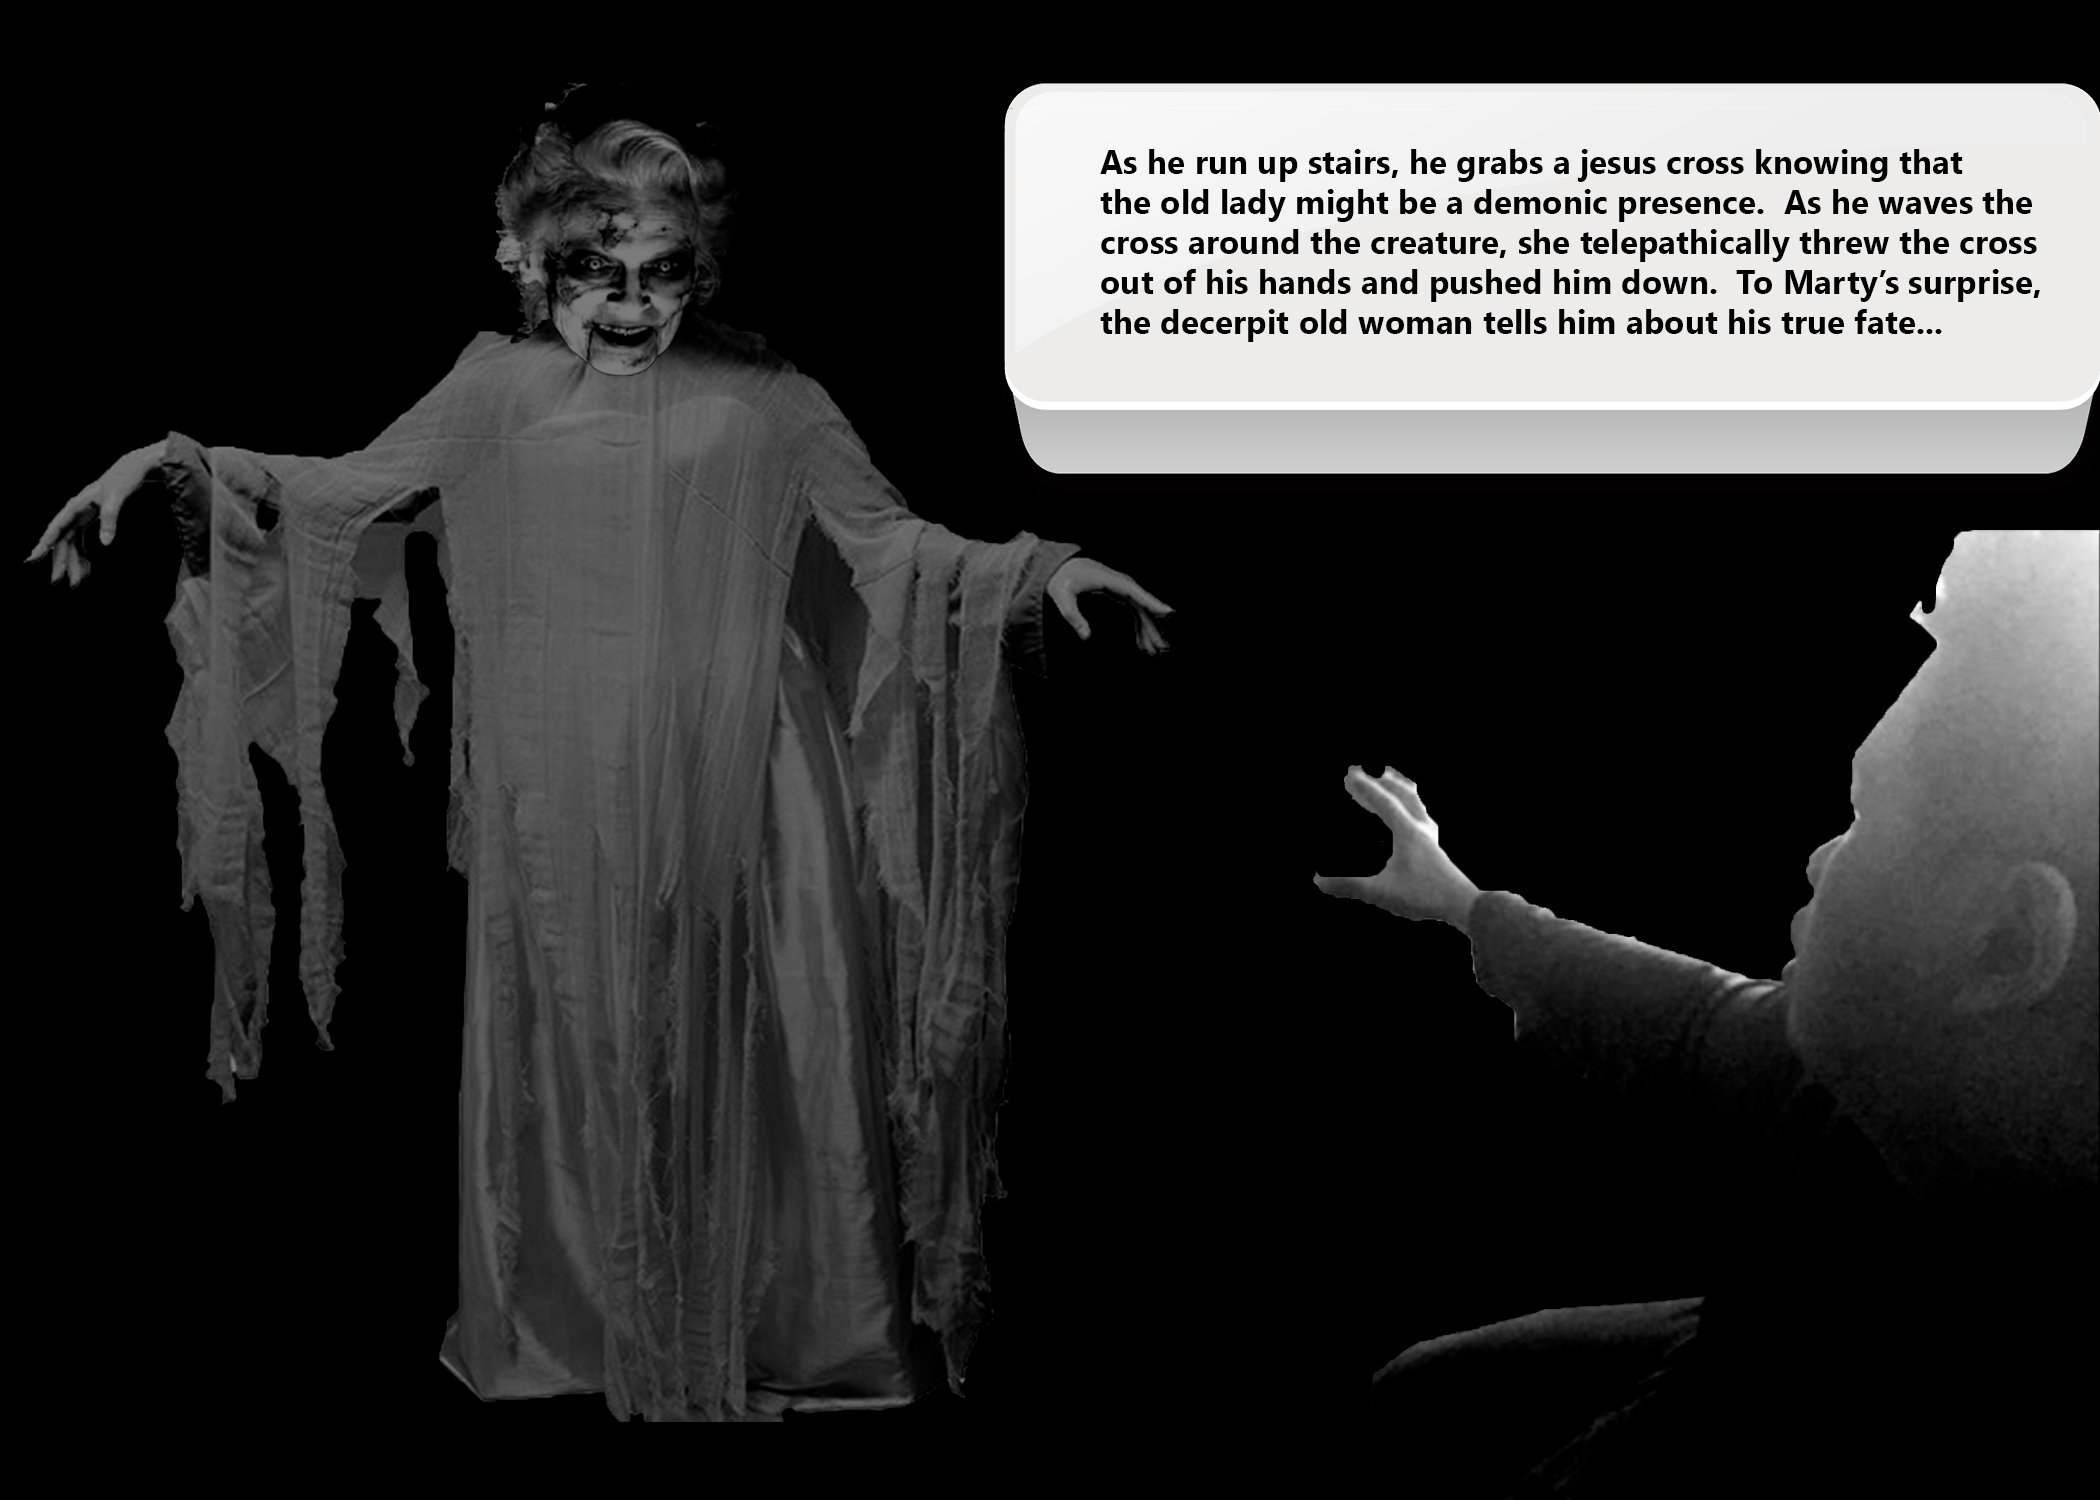 As he run up stairs, he grabs a jesus cross knowing that
the old lady might be a demonic presence.  As he waves the
cross around the creature, she telepathically threw the cross
out of his hands and pushed him down.  To Marty’s surprise,
the decerpit old woman tells him about his true fate...